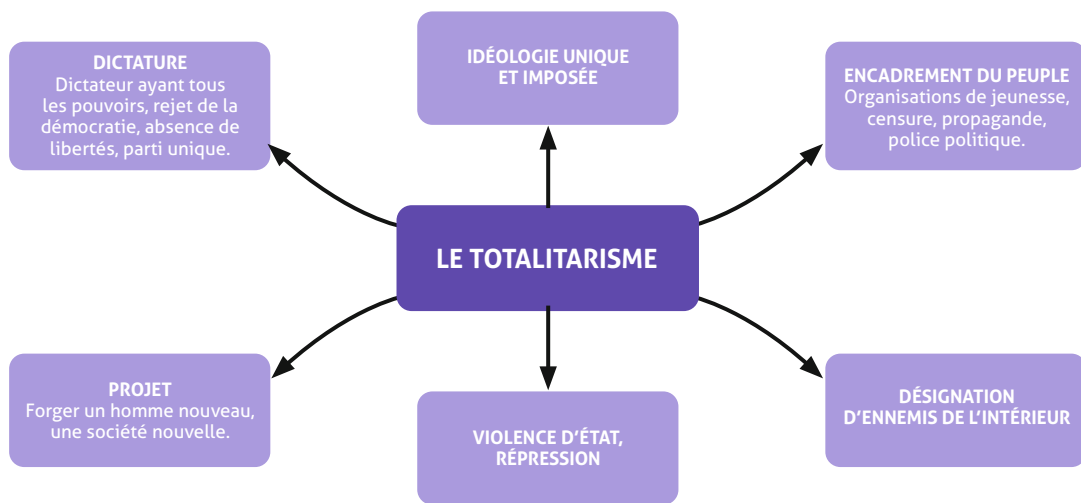 DICTATURE
Dictateur ayant tous
les pouvoirs, rejet de la
démocratie, absence de
libertés, parti unique.
IDÉOLOGIE UNIQUE
ET IMPOSÉE
ENCADREMENT DU PEUPLE
Organisations de jeunesse,
censure, propagande,
police politique.
LE TOTALITARISME
PROJET
Forger un homme nouveau,
une société nouvelle.
VIOLENCE D’ÉTAT,
RÉPRESSION
DÉSIGNATION
D’ENNEMIS DE L’INTÉRIEUR